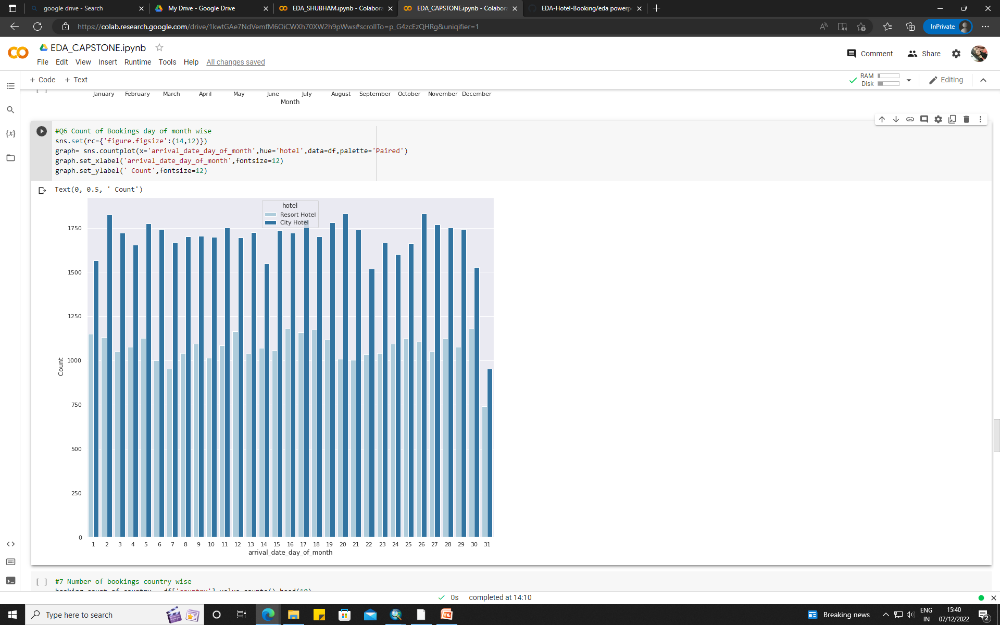 google drive - Search
My Drive - Google Drive
EDA_SHUBHAM.ipynb - Colabora
EDA_CAPSTONE.ipynb - Colabora
EDA-Hotel-Booking/eda powerp
https://colab.research.google.com/drive/1kwtGAe7NdVemfM6OiCWXh70XW2h9pWws#scrollTo=p_G4zcEzQHRg&uniqifier=1
InPrivate
EDA_CAPSTONE.ipynb
Comment
Share
File Edit View Insert Runtime Tools Help All changes saved
+ Code + Text
RAM
Disk
Editing
[ ]
January February March April May June July August September October November December
Month
#Q6 Count of Bookings day of month wise
sns.set(rc={'figure.figsize':(14,12)})
graph= sns.countplot(x='arrival_date_day_of_month',hue='hotel',data=df,palette='Paired')
graph.set_xlabel('arrival_date_day_of_month',fontsize=12)
graph.set_ylabel(' Count',fontsize=12)
{x}
Text(0, 0.5, ' Count')
hotel
Resort Hotel
City Hotel
1750
1500
1250
1000
750
500
250
0
Count
1 2 3 4 5 6 7 8 9 10 11 12 13 14 15 16 17 18 19 20 21 22 23 24 25 26 27 28 29 30 31
arrival_date_day_of_month
[ ] #7 Number of bookings country wise
booking_count_of_country = df['country'].value_counts().head(10)
0s completed at 14:10
Type here to search
Breaking news
ENG
IN
15:40
07/12/2022
2